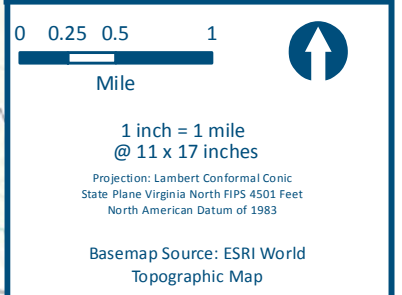 0 0.25 0.5 1
Mile
1 inch = 1 mile
@ 11 x 17 inches
Projection: Lambert Conformal Conic
State Plane Virginia North FIPS 4501 Feet
North American Datum of 1983
Basemap Source: ESRI World
Topographic Map